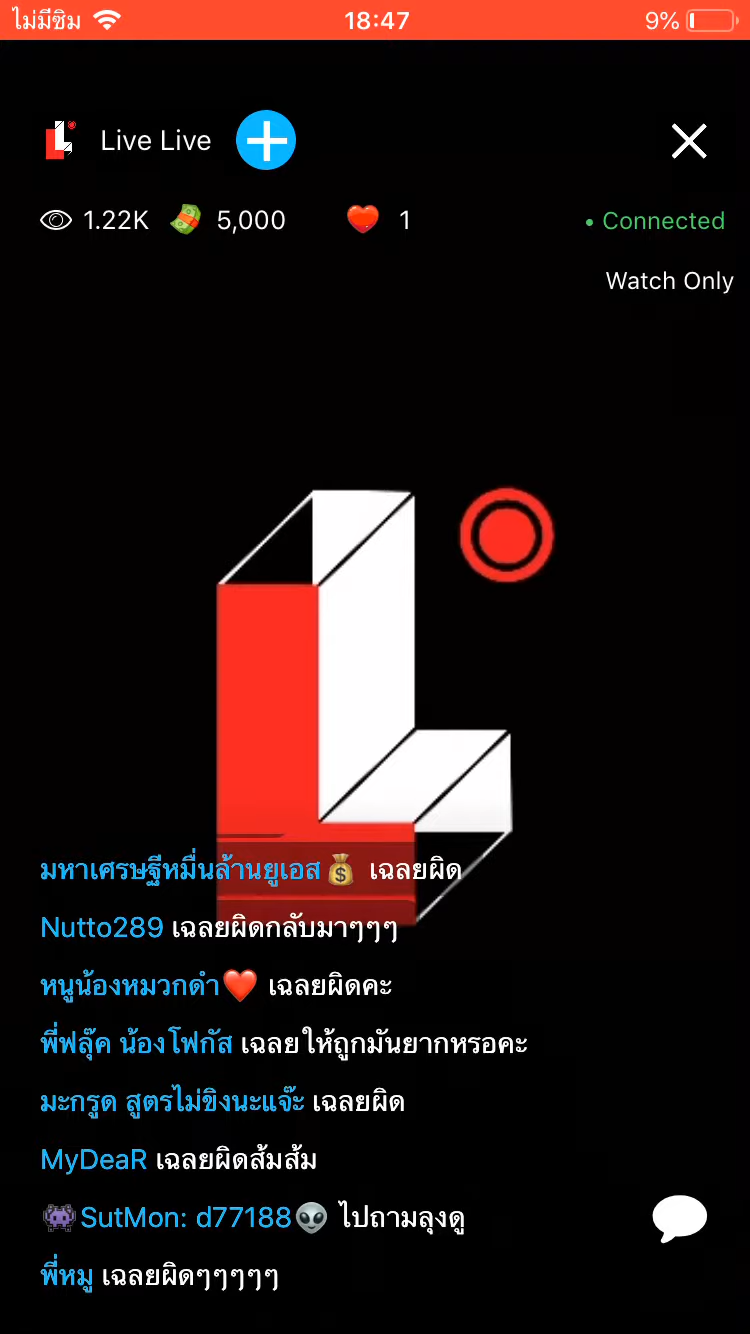 ไม่มีซิม 18:47 9%
Live Live
1.22K 5,000 1 • Connected
Watch Only
มหาเศรษฐีหมื่นล้านยูเอส💰 เฉลยผิด
Nutto289 เฉลยผิดกลับมาๆๆๆ
หนูน้องหมวกดำ❤️ เฉลยผิดคะ
พี่ฟลุ๊ค น้องโฟกัส เฉลยให้ถูกมันยากหรอคะ
มะกรูด สูตรไม่ขิงนะแจ๊ะ เฉลยผิด
MyDeaR เฉลยผิดส้มส้ม
👾SutMon: d77188👽 ไปถามลุงดู
พี่หมู เฉลยผิดๆๆๆๆๆ